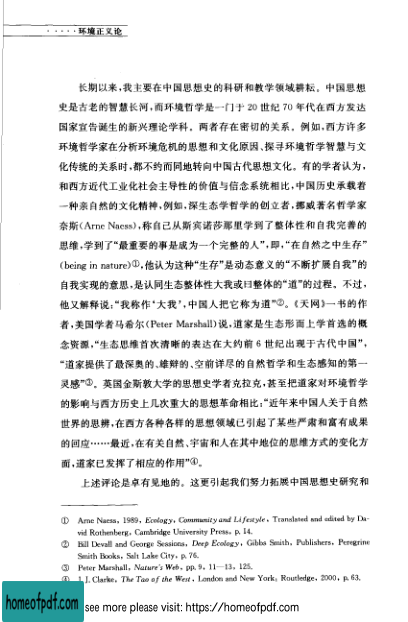 ·····环境正义论
长期以来,我主要在中国思想史的科研和教学领域耕耘。中国思想
史是古老的智慧长河,而环境哲学是一门于 20 世纪 70 年代在西方发达
国家宣告诞生的新兴理论学科。两者存在密切的关系。例如,西方许多
环境哲学家在分析环境危机的思想和文化原因、探寻环境哲学智慧与文
化传统的关系时,都不约而同地转向中国古代思想文化。有的学者认为,
和西方近代工业化社会主导性的价值与信念系统相比,中国历史承载着
一种亲自然的文化精神,例如,深生态学哲学的创立者,挪威著名哲学家
奈斯(Arne Naess),称自己从斯宾诺莎那里学到了整体性和自我完善的
思维,学到了“最重要的事是成为一个完整的人”,即,“在自然之中生存”
(being in nature)①,他认为这种“生存”是动态意义的“不断扩展自我”的
自我实现的意思,是认同生态整体性大我或曰整体的“道”的过程。不过,
他又解释说:“我称作‘大我’,中国人把它称为道”②。《天网》一书的作
者,美国学者马希尔(Peter Marshall)说,道家是生态形而上学首选的概
念资源,“生态思维首次清晰的表达在大约前 6 世纪出现于古代中国”,
“道家提供了最深奥的、雄辩的、空前详尽的自然哲学和生态感知的第一
灵感”③。英国金斯敦大学的思想史学者克拉克,甚至把道家对环境哲学
的影响与西方历史上几次重大的思想革命相比:“近年来中国人关于自然
世界的思辨,在西方各种各样的思想领域已引起了某些严肃和富有成果
的回应……最近,在有关自然、宇宙和人在其中地位的思维方式的变化方
面,道家已发挥了相应的作用”④。
上述评论是卓有见地的。这更引起我们努力拓展中国思想史研究和
① Arne Naess, 1989, Ecology, Community and Lifestyle, Translated and edited by Da-
vid Rothenberg, Cambridge University Press, p. 14.
② Bill Devall and George Sessions, Deep Ecology, Gibbs Smith, Publishers, Peregrine
Smith Books, Salt Lake City, p. 76.
③ Peter Marshall, Nature's Web, pp. 9, 11—13, 125.
④ J. J. Clarke, The Tao of the West, London and New York: Routledge, 2000, p. 63.
homeofpdf.com
see more please visit: https://homeofpdf.com